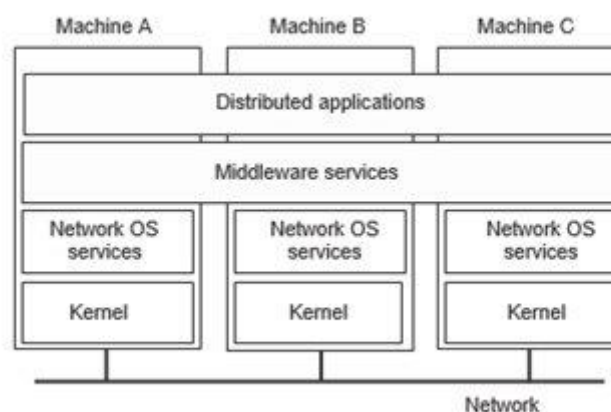 Machine A Machine B Machine C
Distributed applications
Middleware services
Network OS services
Network OS services
Network OS services
Kernel Kernel Kernel
Network